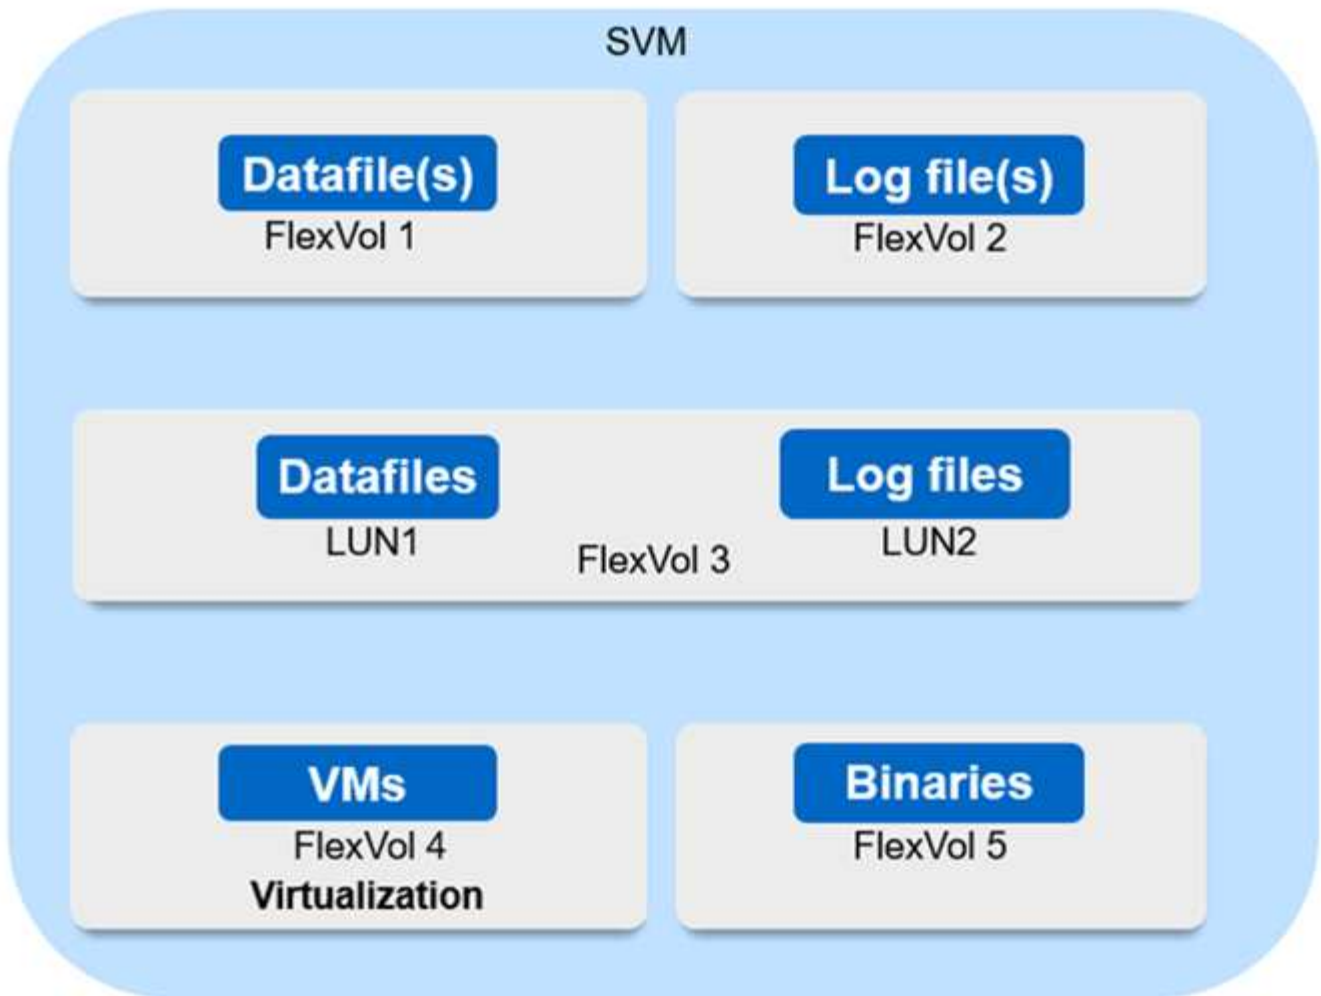 SVM
Datafile(s)
FlexVol 1
Log file(s)
FlexVol 2
Datafiles
LUN1
Log files
LUN2
FlexVol 3
VMs
FlexVol 4
Virtualization
Binaries
FlexVol 5